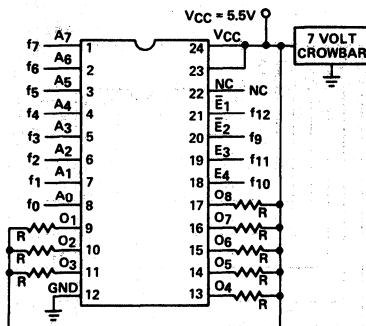 VCC = 5.5V
7 VOLT
CROWBAR
f7 A7 1 24 VCC
f6 A6 2 23
f5 A5 3 22 NC NC
f4 A4 4 21 E̅1 f12
f3 A3 5 20 E̅2 f9
f2 A2 6 19 E3 f11
f1 A1 7 18 E4 f10
f0 A0 8 17 O8 R
R O1 9 16 O7 R
R O2 10 15 O6 R
R O3 11 14 O5 R
GND 12 13 O4 R